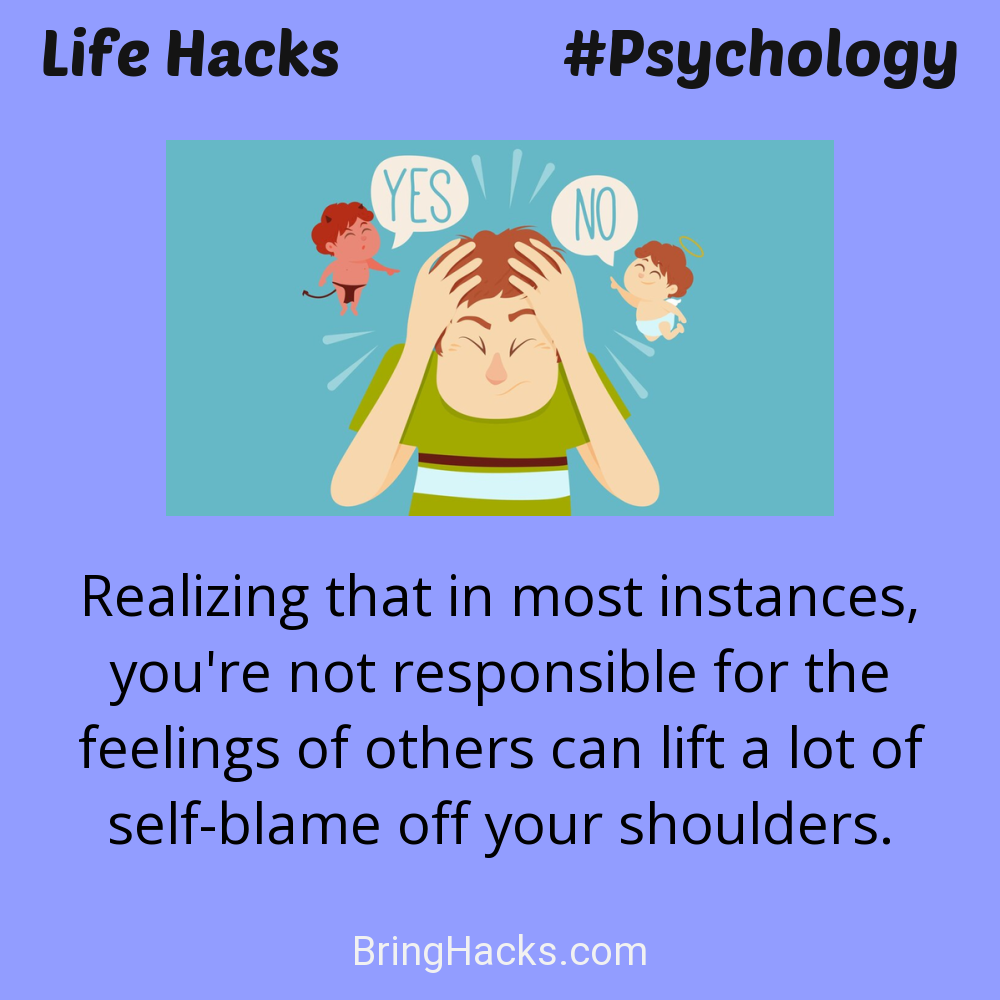 Life Hacks #Psychology
YES NO
Realizing that in most instances,
you're not responsible for the
feelings of others can lift a lot of
self-blame off your shoulders.
BringHacks.com